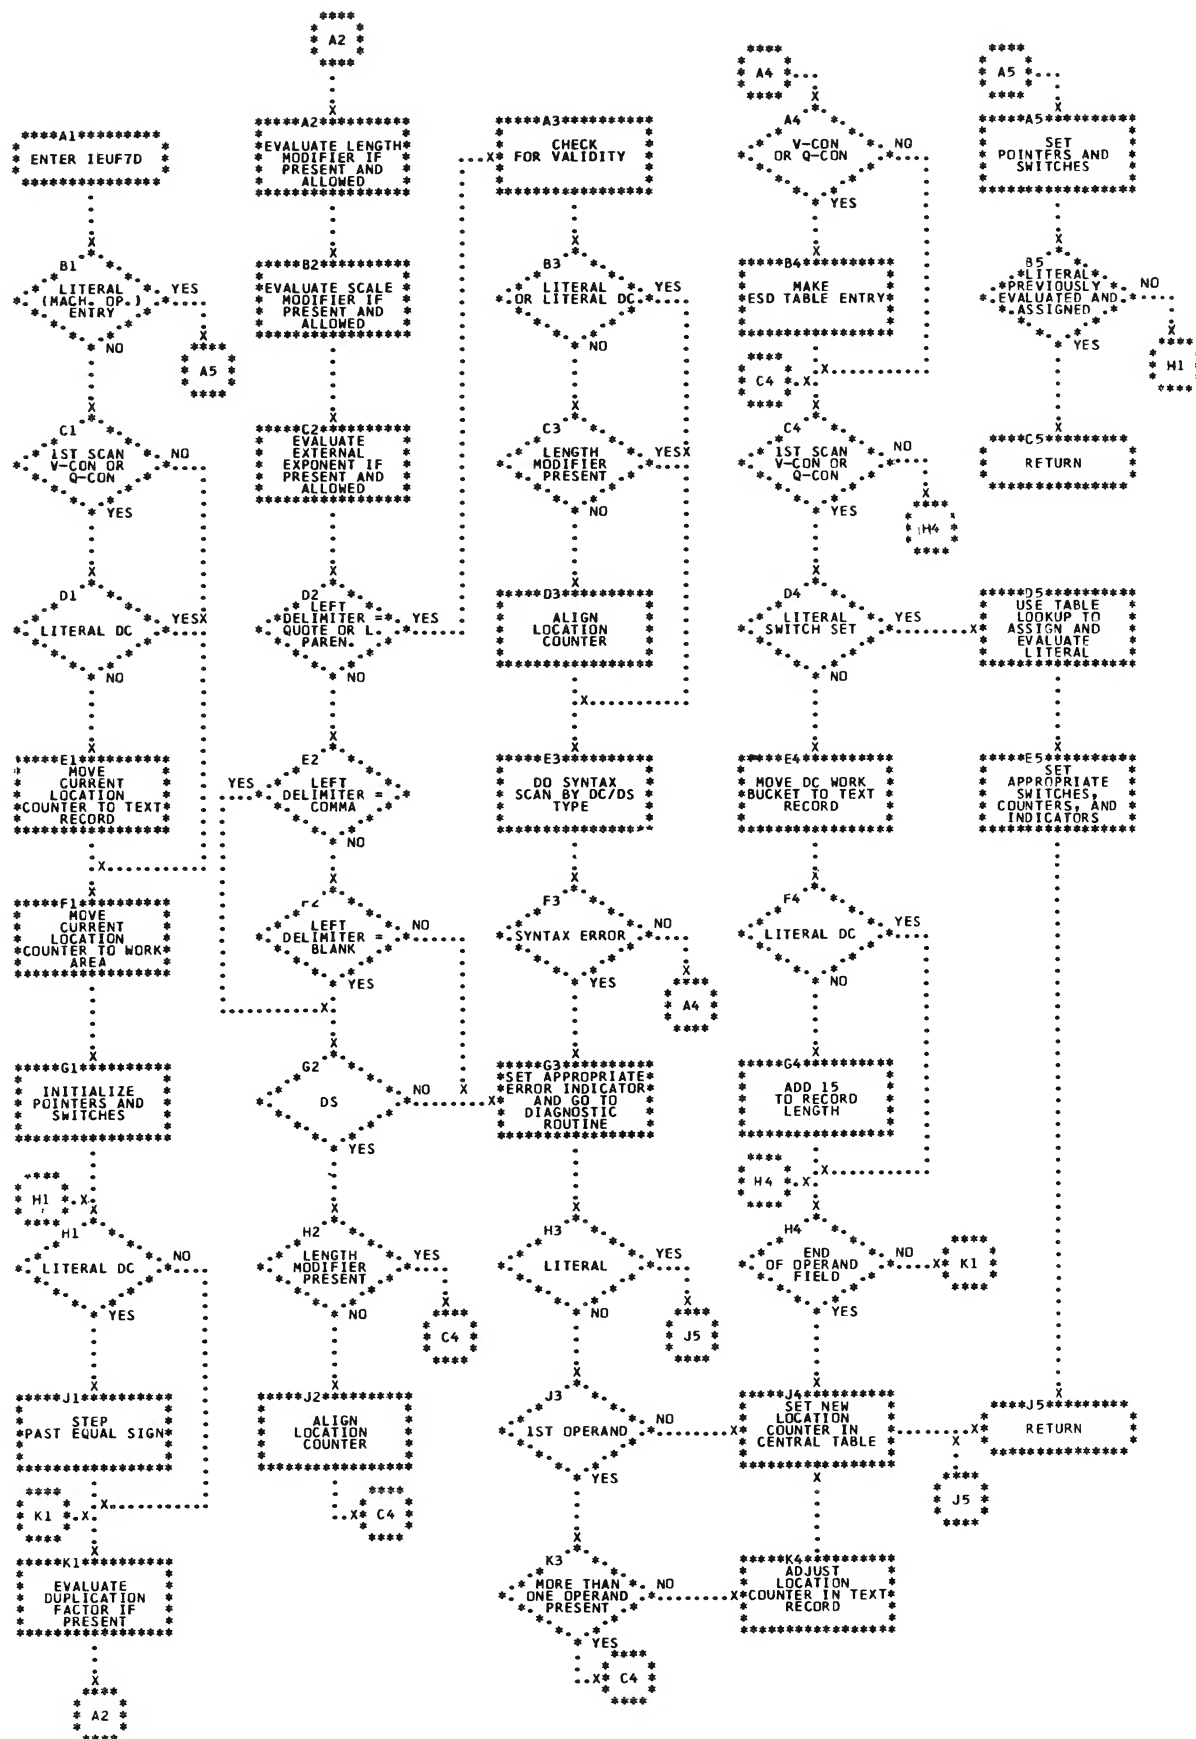 A2
A1
ENTER IEUF7D
B1
LITERAL
(MACH. OP.)
ENTRY
YES
NO
A5
C1
1ST SCAN
V-CON OR
Q-CON
NO
YES
D1
LITERAL DC
YES
NO
E1
MOVE
CURRENT
LOCATION
COUNTER TO TEXT
RECORD
F1
MOVE
CURRENT
LOCATION
COUNTER TO WORK
AREA
G1
INITIALIZE
POINTERS AND
SWITCHES
H1
H1
LITERAL DC
NO
YES
J1
STEP
PAST EQUAL SIGN
K1
K1
EVALUATE
DUPLICATION
FACTOR IF
PRESENT
A2
A2
EVALUATE LENGTH
MODIFIER IF
PRESENT AND
ALLOWED
B2
EVALUATE SCALE
MODIFIER IF
PRESENT AND
ALLOWED
C2
EVALUATE
EXTERNAL
EXPONENT IF
PRESENT AND
ALLOWED
D2
LEFT
DELIMITER =
QUOTE OR L.
PAREN.
YES
NO
E2
LEFT
DELIMITER =
COMMA
YES
NO
F2
LEFT
DELIMITER =
BLANK
NO
YES
G2
DS
NO
YES
H2
LENGTH
MODIFIER
PRESENT
YES
NO
C4
J2
ALIGN
LOCATION
COUNTER
C4
A3
CHECK
FOR VALIDITY
B3
LITERAL
OR LITERAL DC
YES
NO
C3
LENGTH
MODIFIER
PRESENT
YES
NO
D3
ALIGN
LOCATION
COUNTER
E3
DO SYNTAX
SCAN BY DC/DS
TYPE
F3
SYNTAX ERROR
NO
YES
A4
G3
SET APPROPRIATE
ERROR INDICATOR
AND GO TO
DIAGNOSTIC
ROUTINE
H3
LITERAL
YES
NO
J5
J3
1ST OPERAND
NO
YES
K3
MORE THAN
ONE OPERAND
PRESENT
NO
YES
C4
A4
A4
V-CON
OR Q-CON
NO
YES
B4
MAKE
ESD TABLE ENTRY
C4
C4
1ST SCAN
V-CON OR
Q-CON
NO
YES
H4
D4
LITERAL
SWITCH SET
YES
NO
E4
MOVE DC WORK
BUCKET TO TEXT
RECORD
F4
LITERAL DC
YES
NO
G4
ADD 15
TO RECORD
LENGTH
H4
H4
END
OF OPERAND
FIELD
NO
YES
K1
J4
SET NEW
LOCATION
COUNTER IN
CENTRAL TABLE
K4
ADJUST
LOCATION
COUNTER IN TEXT
RECORD
A5
A5
SET
POINTERS AND
SWITCHES
B5
LITERAL
PREVIOUSLY
EVALUATED AND
ASSIGNED
NO
YES
H1
C5
RETURN
D5
USE TABLE
LOOKUP TO
ASSIGN AND
EVALUATE
LITERAL
E5
SET
APPROPRIATE
SWITCHES,
COUNTERS, AND
INDICATORS
J5
RETURN
J5